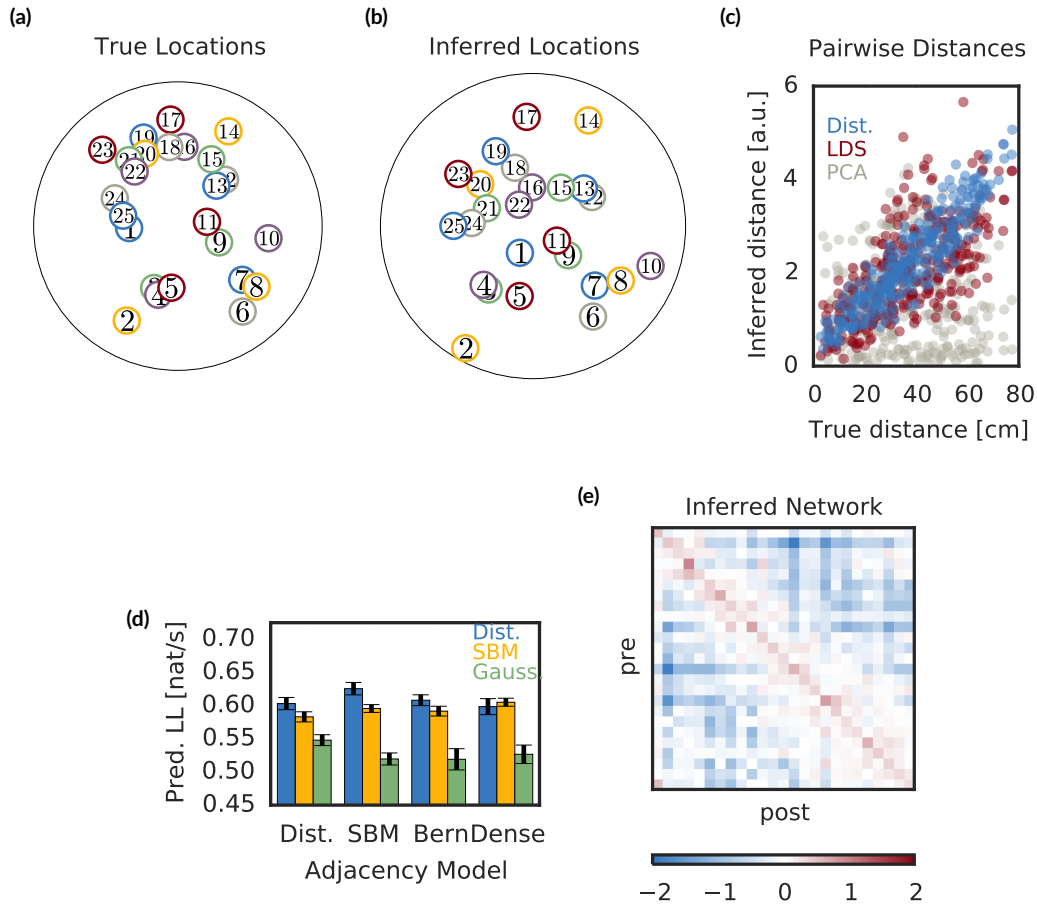 (a)
True Locations
17
14
19
23
20
18
22
15
13
24
25
1
11
9
10
4
5
7
8
6
2
(b)
Inferred Locations
17
14
19
18
23
20
16
15
13
22
21
25
24
1
11
9
10
4
5
7
8
6
2
(c)
Pairwise Distances
Inferred distance [a.u.]
6
4
2
0
Dist.
LDS
PCA
0 20 40 60 80
True distance [cm]
(d)
Pred. LL [nat/s]
0.70
0.65
0.60
0.55
0.50
0.45
Dist.
SBM
Gauss.
Dist. SBM Bern Dense
Adjacency Model
(e)
Inferred Network
pre
post
−2 −1 0 1 2